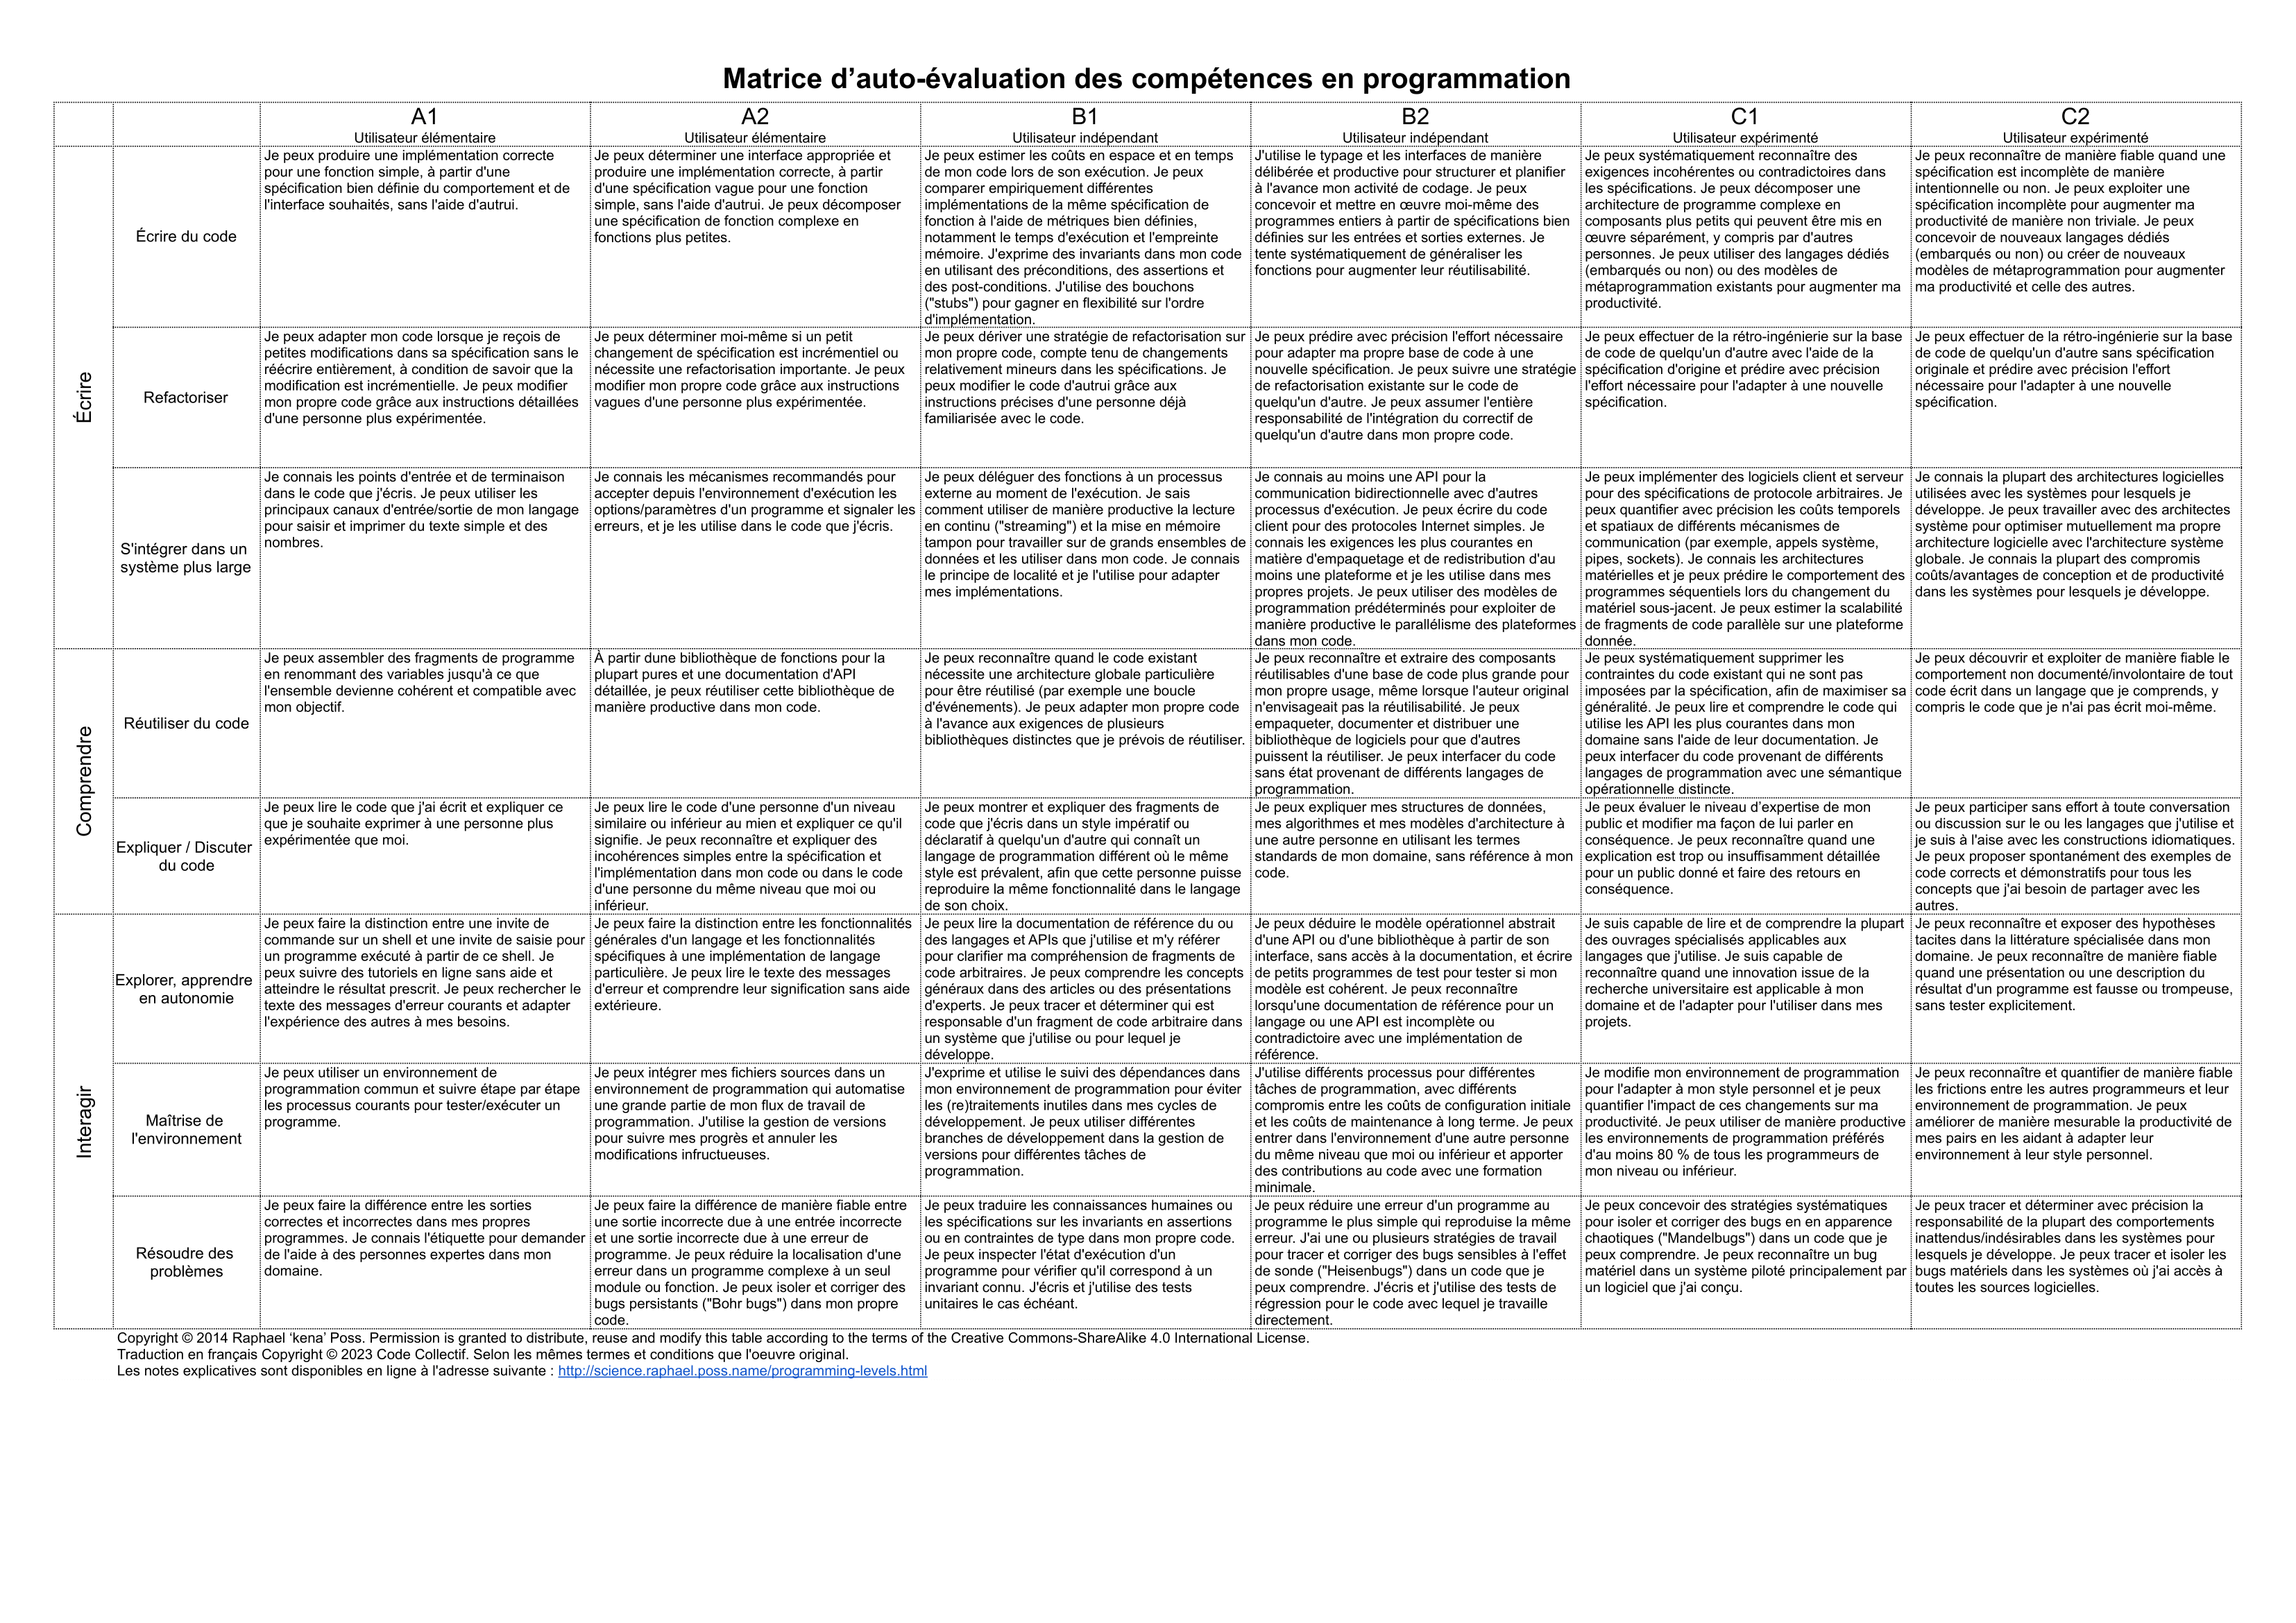 Matrice d’auto-évaluation des compétences en programmation
A1
Utilisateur élémentaire
A2
Utilisateur élémentaire
B1
Utilisateur indépendant
B2
Utilisateur indépendant
C1
Utilisateur expérimenté
C2
Utilisateur expérimenté
Écrire
Écrire du code
Je peux produire une implémentation correcte
pour une fonction simple, à partir d'une
spécification bien définie du comportement et de
l'interface souhaités, sans l'aide d'autrui.
Je peux déterminer une interface appropriée et
produire une implémentation correcte, à partir
d'une spécification vague pour une fonction
simple, sans l'aide d'autrui. Je peux décomposer
une spécification de fonction complexe en
fonctions plus petites.
Je peux estimer les coûts en espace et en temps
de mon code lors de son exécution. Je peux
comparer empiriquement différentes
implémentations de la même spécification de
fonction à l'aide de métriques bien définies,
notamment le temps d'exécution et l'empreinte
mémoire. J'exprime des invariants dans mon code
en utilisant des préconditions, des assertions et
des post-conditions. J'utilise des bouchons
("stubs") pour gagner en flexibilité sur l'ordre
d'implémentation.
J'utilise le typage et les interfaces de manière
délibérée et productive pour structurer et planifier
à l'avance mon activité de codage. Je peux
concevoir et mettre en œuvre moi-même des
programmes entiers à partir de spécifications bien
définies sur les entrées et sorties externes. Je
tente systématiquement de généraliser les
fonctions pour augmenter leur réutilisabilité.
Je peux systématiquement reconnaître des
exigences incohérentes ou contradictoires dans
les spécifications. Je peux décomposer une
architecture de programme complexe en
composants plus petits qui peuvent être mis en
œuvre séparément, y compris par d'autres
personnes. Je peux utiliser des langages dédiés
(embarqués ou non) ou des modèles de
métaprogrammation existants pour augmenter ma
productivité.
Je peux reconnaître de manière fiable quand une
spécification est incomplète de manière
intentionnelle ou non. Je peux exploiter une
spécification incomplète pour augmenter ma
productivité de manière non triviale. Je peux
concevoir de nouveaux langages dédiés
(embarqués ou non) ou créer de nouveaux
modèles de métaprogrammation pour augmenter
ma productivité et celle des autres.
Refactoriser
Je peux adapter mon code lorsque je reçois de
petites modifications dans sa spécification sans le
réécrire entièrement, à condition de savoir que la
modification est incrémentielle. Je peux modifier
mon propre code grâce aux instructions détaillées
d'une personne plus expérimentée.
Je peux déterminer moi-même si un petit
changement de spécification est incrémentiel ou
nécessite une refactorisation importante. Je peux
modifier mon propre code grâce aux instructions
vagues d'une personne plus expérimentée.
Je peux dériver une stratégie de refactorisation sur
mon propre code, compte tenu de changements
relativement mineurs dans les spécifications. Je
peux modifier le code d'autrui grâce aux
instructions précises d'une personne déjà
familiarisée avec le code.
Je peux prédire avec précision l'effort nécessaire
pour adapter ma propre base de code à une
nouvelle spécification. Je peux suivre une stratégie
de refactorisation existante sur le code de
quelqu'un d'autre. Je peux assumer l'entière
responsabilité de l'intégration du correctif de
quelqu'un d'autre dans mon propre code.
Je peux effectuer de la rétro-ingénierie sur la base
de code de quelqu'un d'autre avec l'aide de la
spécification d'origine et prédire avec précision
l'effort nécessaire pour l'adapter à une nouvelle
spécification.
Je peux effectuer de la rétro-ingénierie sur la base
de code de quelqu'un d'autre sans spécification
originale et prédire avec précision l'effort
nécessaire pour l'adapter à une nouvelle
spécification.
S'intégrer dans un
système plus large
Je connais les points d'entrée et de terminaison
dans le code que j'écris. Je peux utiliser les
principaux canaux d'entrée/sortie de mon langage
pour saisir et imprimer du texte simple et des
nombres.
Je connais les mécanismes recommandés pour
accepter depuis l'environnement d'exécution les
options/paramètres d'un programme et signaler les
erreurs, et je les utilise dans le code que j'écris.
Je peux déléguer des fonctions à un processus
externe au moment de l'exécution. Je sais
comment utiliser de manière productive la lecture
en continu ("streaming") et la mise en mémoire
tampon pour travailler sur de grands ensembles de
données et les utiliser dans mon code. Je connais
le principe de localité et je l'utilise pour adapter
mes implémentations.
Je connais au moins une API pour la
communication bidirectionnelle avec d'autres
processus d'exécution. Je peux écrire du code
client pour des protocoles Internet simples. Je
connais les exigences les plus courantes en
matière d'empaquetage et de redistribution d'au
moins une plateforme et je les utilise dans mes
propres projets. Je peux utiliser des modèles de
programmation prédéterminés pour exploiter de
manière productive le parallélisme des plateformes
dans mon code.
Je peux implémenter des logiciels client et serveur
pour des spécifications de protocole arbitraires. Je
peux quantifier avec précision les coûts temporels
et spatiaux de différents mécanismes de
communication (par exemple, appels système,
pipes, sockets). Je connais les architectures
matérielles et je peux prédire le comportement des
programmes séquentiels lors du changement du
matériel sous-jacent. Je peux estimer la scalabilité
de fragments de code parallèle sur une plateforme
donnée.
Je connais la plupart des architectures logicielles
utilisées avec les systèmes pour lesquels je
développe. Je peux travailler avec des architectes
système pour optimiser mutuellement ma propre
architecture logicielle avec l'architecture système
globale. Je connais la plupart des compromis
coûts/avantages de conception et de productivité
dans les systèmes pour lesquels je développe.
Comprendre
Réutiliser du code
Je peux assembler des fragments de programme
en renommant des variables jusqu'à ce que
l'ensemble devienne cohérent et compatible avec
mon objectif.
À partir dune bibliothèque de fonctions pour la
plupart pures et une documentation d'API
détaillée, je peux réutiliser cette bibliothèque de
manière productive dans mon code.
Je peux reconnaître quand le code existant
nécessite une architecture globale particulière
pour être réutilisé (par exemple une boucle
d'événements). Je peux adapter mon propre code
à l'avance aux exigences de plusieurs
bibliothèques distinctes que je prévois de réutiliser.
Je peux reconnaître et extraire des composants
réutilisables d'une base de code plus grande pour
mon propre usage, même lorsque l'auteur original
n'envisageait pas la réutilisabilité. Je peux
empaqueter, documenter et distribuer une
bibliothèque de logiciels pour que d'autres
puissent la réutiliser. Je peux interfacer du code
sans état provenant de différents langages de
programmation.
Je peux systématiquement supprimer les
contraintes du code existant qui ne sont pas
imposées par la spécification, afin de maximiser sa
généralité. Je peux lire et comprendre le code qui
utilise les API les plus courantes dans mon
domaine sans l'aide de leur documentation. Je
peux interfacer du code provenant de différents
langages de programmation avec une sémantique
opérationnelle distincte.
Je peux découvrir et exploiter de manière fiable le
comportement non documenté/involontaire de tout
code écrit dans un langage que je comprends, y
compris le code que je n'ai pas écrit moi-même.
Expliquer / Discuter
du code
Je peux lire le code que j'ai écrit et expliquer ce
que je souhaite exprimer à une personne plus
expérimentée que moi.
Je peux lire le code d'une personne d'un niveau
similaire ou inférieur au mien et expliquer ce qu'il
signifie. Je peux reconnaître et expliquer des
incohérences simples entre la spécification et
l'implémentation dans mon code ou dans le code
d'une personne du même niveau que moi ou
inférieur.
Je peux montrer et expliquer des fragments de
code que j'écris dans un style impératif ou
déclaratif à quelqu'un d'autre qui connaît un
langage de programmation différent où le même
style est prévalent, afin que cette personne puisse
reproduire la même fonctionnalité dans le langage
de son choix.
Je peux expliquer mes structures de données,
mes algorithmes et mes modèles d'architecture à
une autre personne en utilisant les termes
standards de mon domaine, sans référence à mon
code.
Je peux évaluer le niveau d’expertise de mon
public et modifier ma façon de lui parler en
conséquence. Je peux reconnaître quand une
explication est trop ou insuffisamment détaillée
pour un public donné et faire des retours en
conséquence.
Je peux participer sans effort à toute conversation
ou discussion sur le ou les langages que j'utilise et
je suis à l'aise avec les constructions idiomatiques.
Je peux proposer spontanément des exemples de
code corrects et démonstratifs pour tous les
concepts que j'ai besoin de partager avec les
autres.
Interagir
Explorer, apprendre
en autonomie
Je peux faire la distinction entre une invite de
commande sur un shell et une invite de saisie pour
un programme exécuté à partir de ce shell. Je
peux suivre des tutoriels en ligne sans aide et
atteindre le résultat prescrit. Je peux rechercher le
texte des messages d'erreur courants et adapter
l'expérience des autres à mes besoins.
Je peux faire la distinction entre les fonctionnalités
générales d'un langage et les fonctionnalités
spécifiques à une implémentation de langage
particulière. Je peux lire le texte des messages
d'erreur et comprendre leur signification sans aide
extérieure.
Je peux lire la documentation de référence du ou
des langages et APIs que j'utilise et m'y référer
pour clarifier ma compréhension de fragments de
code arbitraires. Je peux comprendre les concepts
généraux dans des articles ou des présentations
d'experts. Je peux tracer et déterminer qui est
responsable d'un fragment de code arbitraire dans
un système que j'utilise ou pour lequel je
développe.
Je peux déduire le modèle opérationnel abstrait
d'une API ou d'une bibliothèque à partir de son
interface, sans accès à la documentation, et écrire
de petits programmes de test pour tester si mon
modèle est cohérent. Je peux reconnaître
lorsqu'une documentation de référence pour un
langage ou une API est incomplète ou
contradictoire avec une implémentation de
référence.
Je suis capable de lire et de comprendre la plupart
des ouvrages spécialisés applicables aux
langages que j'utilise. Je suis capable de
reconnaître quand une innovation issue de la
recherche universitaire est applicable à mon
domaine et de l'adapter pour l'utiliser dans mes
projets.
Je peux reconnaître et exposer des hypothèses
tacites dans la littérature spécialisée dans mon
domaine. Je peux reconnaître de manière fiable
quand une présentation ou une description du
résultat d'un programme est fausse ou trompeuse,
sans tester explicitement.
Maîtrise de
l'environnement
Je peux utiliser un environnement de
programmation commun et suivre étape par étape
les processus courants pour tester/exécuter un
programme.
Je peux intégrer mes fichiers sources dans un
environnement de programmation qui automatise
une grande partie de mon flux de travail de
programmation. J'utilise la gestion de versions
pour suivre mes progrès et annuler les
modifications infructueuses.
J'exprime et utilise le suivi des dépendances dans
mon environnement de programmation pour éviter
les (re)traitements inutiles dans mes cycles de
développement. Je peux utiliser différentes
branches de développement dans la gestion de
versions pour différentes tâches de
programmation.
J'utilise différents processus pour différentes
tâches de programmation, avec différents
compromis entre les coûts de configuration initiale
et les coûts de maintenance à long terme. Je peux
entrer dans l'environnement d'une autre personne
du même niveau que moi ou inférieur et apporter
des contributions au code avec une formation
minimale.
Je modifie mon environnement de programmation
pour l'adapter à mon style personnel et je peux
quantifier l'impact de ces changements sur ma
productivité. Je peux utiliser de manière productive
les environnements de programmation préférés
d'au moins 80 % de tous les programmeurs de
mon niveau ou inférieur.
Je peux reconnaître et quantifier de manière fiable
les frictions entre les autres programmeurs et leur
environnement de programmation. Je peux
améliorer de manière mesurable la productivité de
mes pairs en les aidant à adapter leur
environnement à leur style personnel.
Résoudre des
problèmes
Je peux faire la différence entre les sorties
correctes et incorrectes dans mes propres
programmes. Je connais l'étiquette pour demander
de l'aide à des personnes expertes dans mon
domaine.
Je peux faire la différence de manière fiable entre
une sortie incorrecte due à une entrée incorrecte
et une sortie incorrecte due à une erreur de
programme. Je peux réduire la localisation d'une
erreur dans un programme complexe à un seul
module ou fonction. Je peux isoler et corriger des
bugs persistants ("Bohr bugs") dans mon propre
code.
Je peux traduire les connaissances humaines ou
les spécifications sur les invariants en assertions
ou en contraintes de type dans mon propre code.
Je peux inspecter l'état d'exécution d'un
programme pour vérifier qu'il correspond à un
invariant connu. J'écris et j'utilise des tests
unitaires le cas échéant.
Je peux réduire une erreur d'un programme au
programme le plus simple qui reproduise la même
erreur. J'ai une ou plusieurs stratégies de travail
pour tracer et corriger des bugs sensibles à l'effet
de sonde ("Heisenbugs") dans un code que je
peux comprendre. J'écris et j'utilise des tests de
régression pour le code avec lequel je travaille
directement.
Je peux concevoir des stratégies systématiques
pour isoler et corriger des bugs en en apparence
chaotiques ("Mandelbugs") dans un code que je
peux comprendre. Je peux reconnaître un bug
matériel dans un système piloté principalement par
un logiciel que j'ai conçu.
Je peux tracer et déterminer avec précision la
responsabilité de la plupart des comportements
inattendus/indésirables dans les systèmes pour
lesquels je développe. Je peux tracer et isoler les
bugs matériels dans les systèmes où j'ai accès à
toutes les sources logicielles.
Copyright © 2014 Raphael ‘kena’ Poss. Permission is granted to distribute, reuse and modify this table according to the terms of the Creative Commons-ShareAlike 4.0 International License.
Traduction en français Copyright © 2023 Code Collectif. Selon les mêmes termes et conditions que l'oeuvre original.
Les notes explicatives sont disponibles en ligne à l'adresse suivante : http://science.raphael.poss.name/programming-levels.html